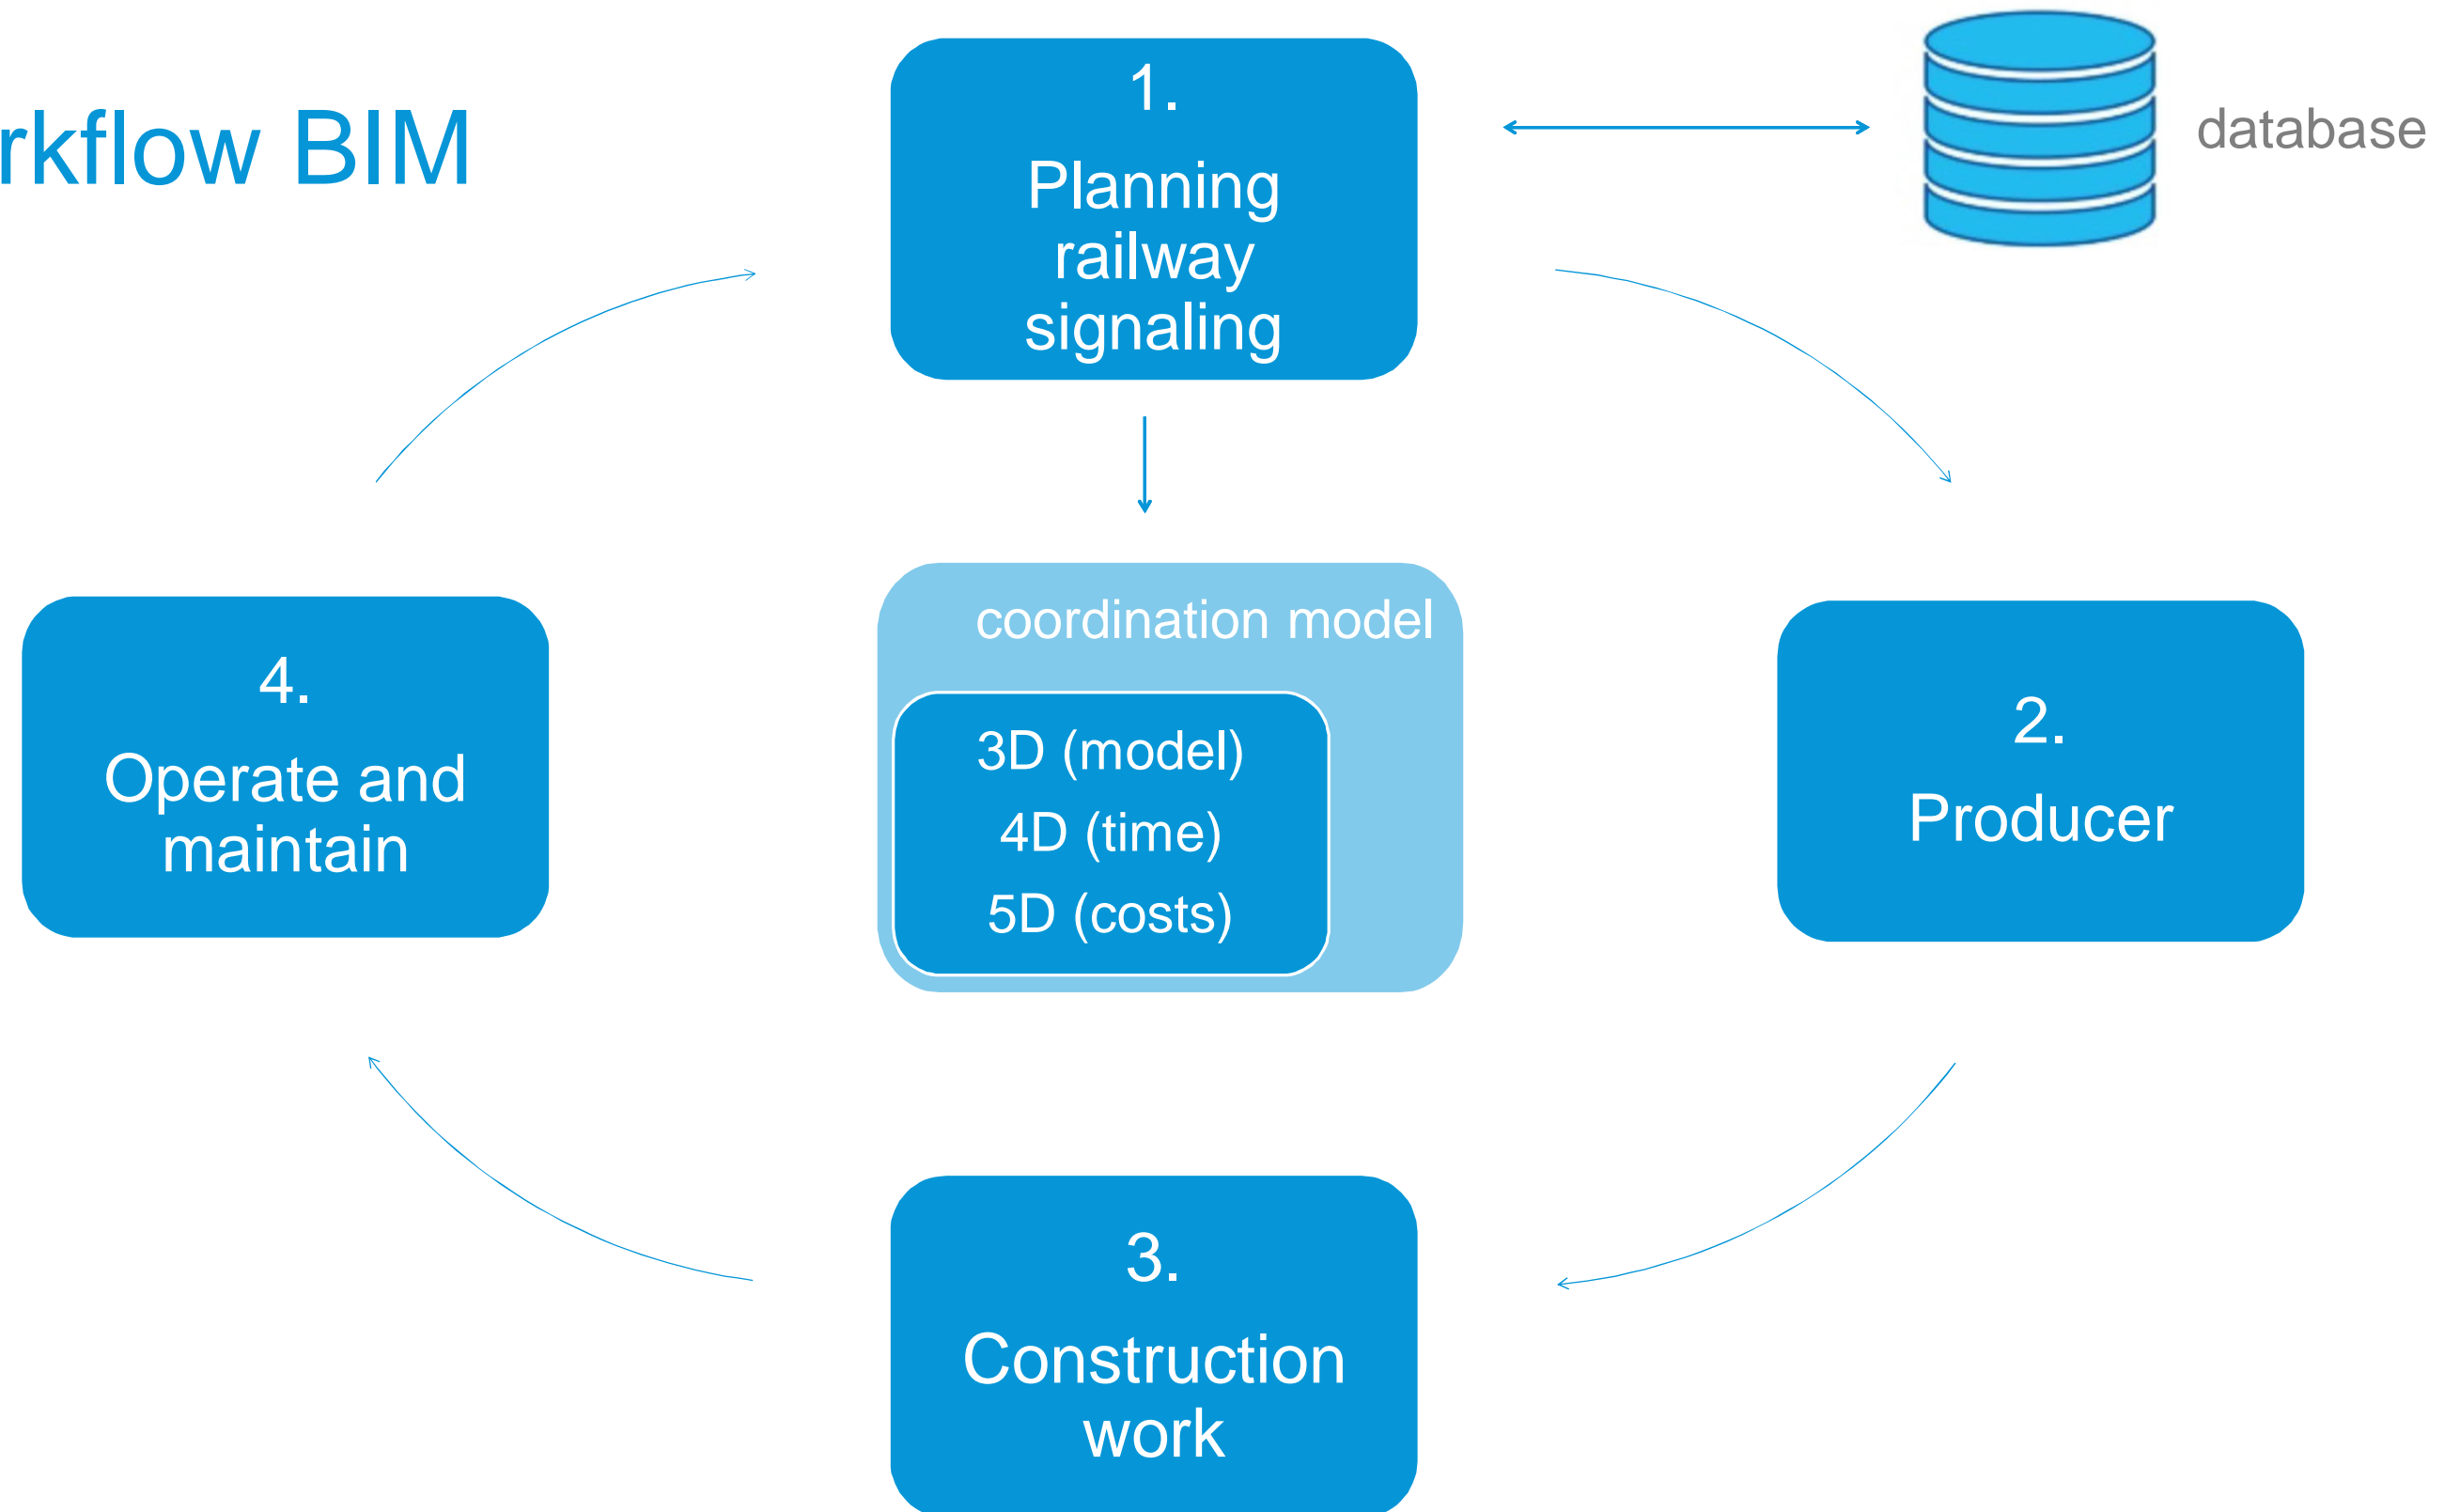 rkflow BIM
1.
Planning
railway
signaling
database
coordination model
3D (model)
4D (time)
5D (costs)
4.
Operate and
maintain
2.
Producer
3.
Construction
work